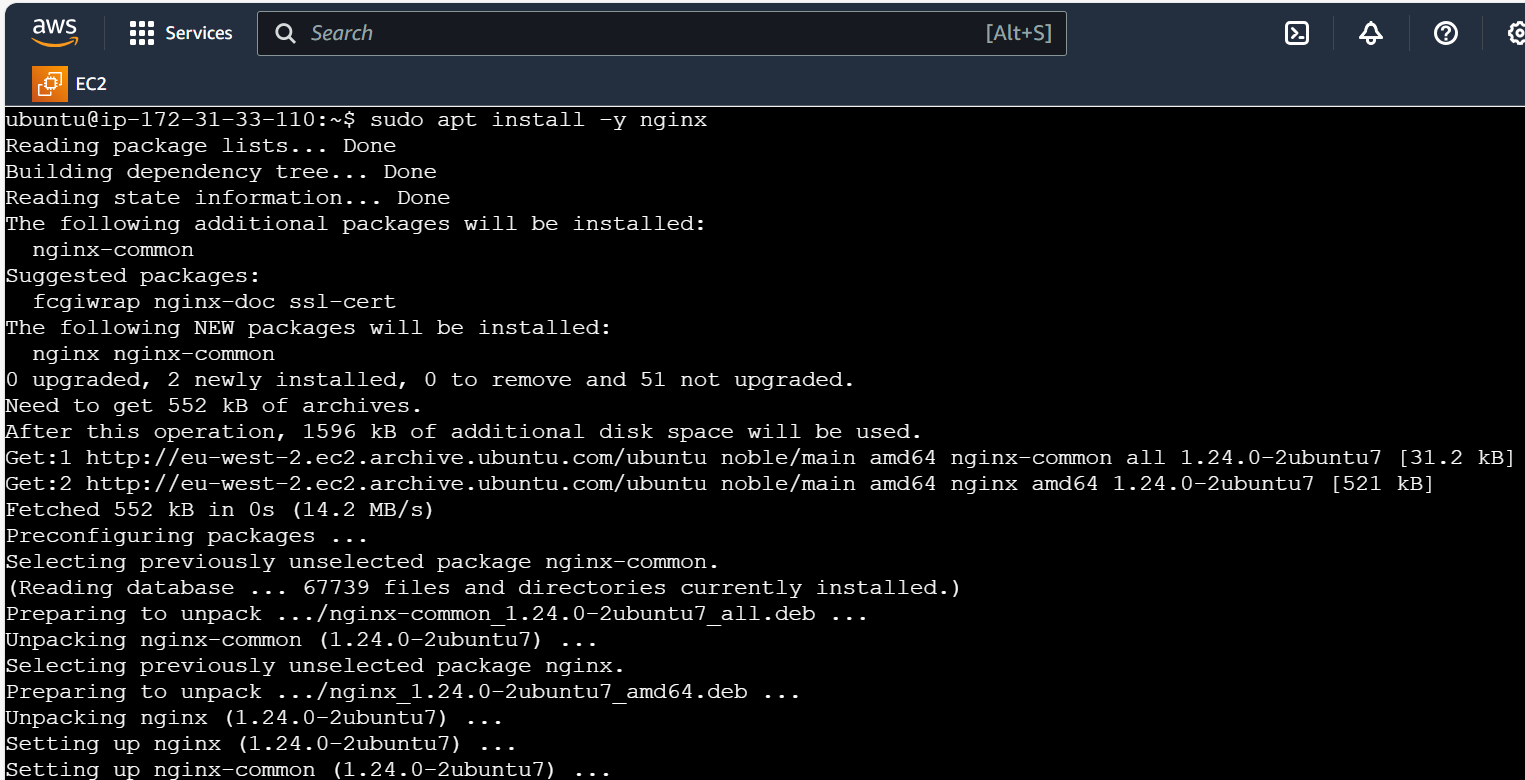 aws
Services
Search [Alt+S]
EC2
ubuntu@ip-172-31-33-110:~$ sudo apt install -y nginx
Reading package lists... Done
Building dependency tree... Done
Reading state information... Done
The following additional packages will be installed:
  nginx-common
Suggested packages:
  fcgiwrap nginx-doc ssl-cert
The following NEW packages will be installed:
  nginx nginx-common
0 upgraded, 2 newly installed, 0 to remove and 51 not upgraded.
Need to get 552 kB of archives.
After this operation, 1596 kB of additional disk space will be used.
Get:1 http://eu-west-2.ec2.archive.ubuntu.com/ubuntu noble/main amd64 nginx-common all 1.24.0-2ubuntu7 [31.2 kB]
Get:2 http://eu-west-2.ec2.archive.ubuntu.com/ubuntu noble/main amd64 nginx amd64 1.24.0-2ubuntu7 [521 kB]
Fetched 552 kB in 0s (14.2 MB/s)
Preconfiguring packages ...
Selecting previously unselected package nginx-common.
(Reading database ... 67739 files and directories currently installed.)
Preparing to unpack .../nginx-common_1.24.0-2ubuntu7_all.deb ...
Unpacking nginx-common (1.24.0-2ubuntu7) ...
Selecting previously unselected package nginx.
Preparing to unpack .../nginx_1.24.0-2ubuntu7_amd64.deb ...
Unpacking nginx (1.24.0-2ubuntu7) ...
Setting up nginx (1.24.0-2ubuntu7) ...
Setting up nginx-common (1.24.0-2ubuntu7) ...